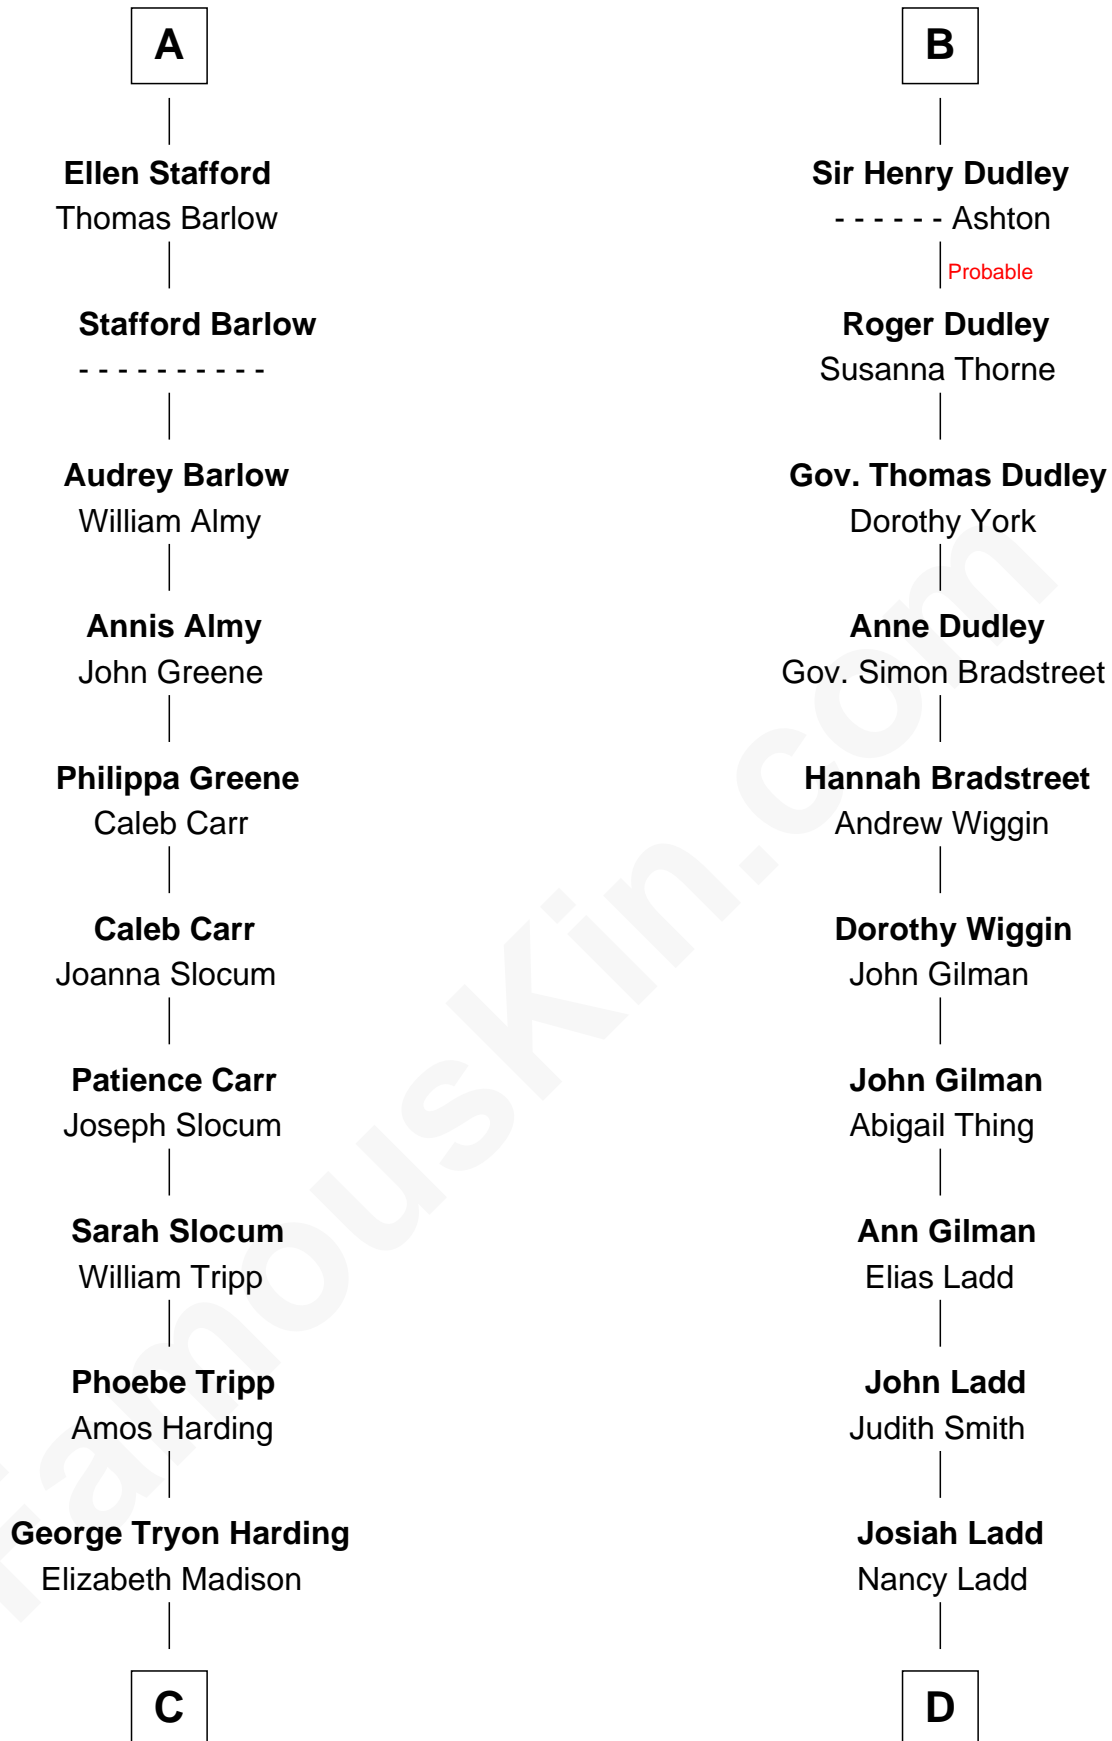 A
Ellen Stafford
Thomas Barlow
Stafford Barlow
- - - - - - - - - -
Audrey Barlow
William Almy
Annis Almy
John Greene
Philippa Greene
Caleb Carr
Caleb Carr
Joanna Slocum
Patience Carr
Joseph Slocum
Sarah Slocum
William Tripp
Phoebe Tripp
Amos Harding
George Tryon Harding
Elizabeth Madison
C
B
Sir Henry Dudley
- - - - - - Ashton
Probable
Roger Dudley
Susanna Thorne
Gov. Thomas Dudley
Dorothy York
Anne Dudley
Gov. Simon Bradstreet
Hannah Bradstreet
Andrew Wiggin
Dorothy Wiggin
John Gilman
John Gilman
Abigail Thing
Ann Gilman
Elias Ladd
John Ladd
Judith Smith
Josiah Ladd
Nancy Ladd
D
FamousKin.com